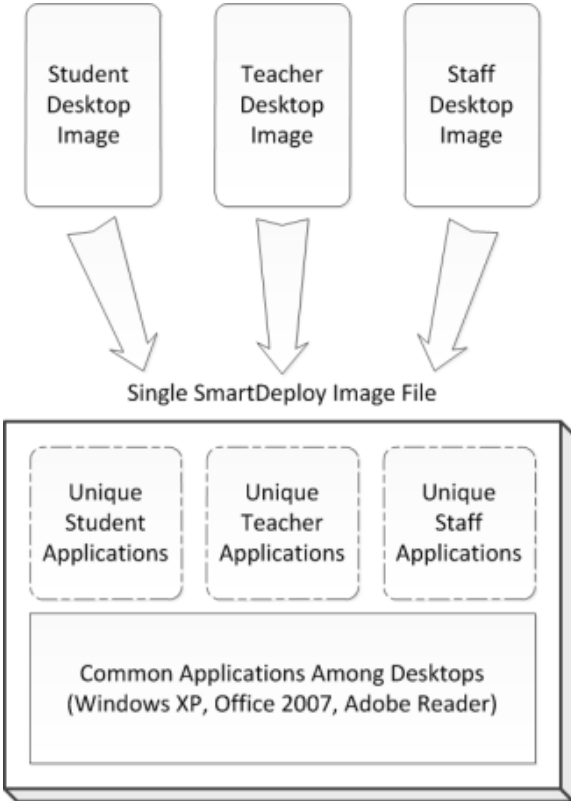 Student
Desktop
Image
Teacher
Desktop
Image
Staff
Desktop
Image
Single SmartDeploy Image File
Unique
Student
Applications
Unique
Teacher
Applications
Unique
Staff
Applications
Common Applications Among Desktops
(Windows XP, Office 2007, Adobe Reader)